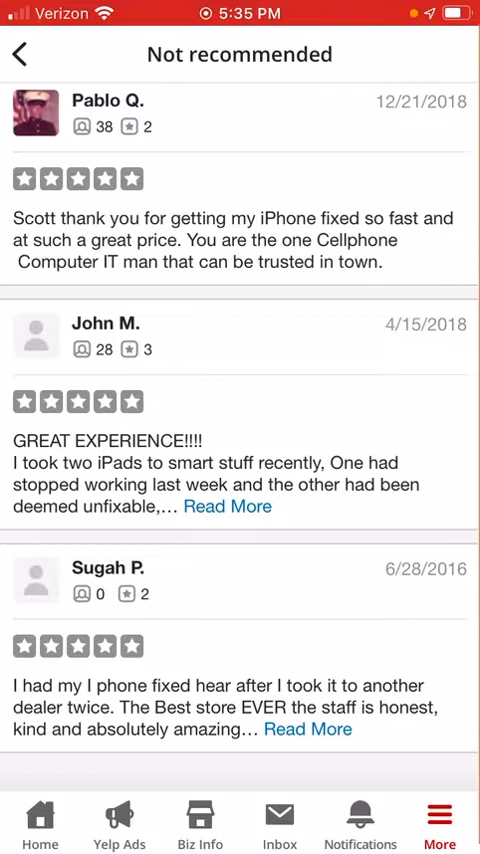 Verizon 5:35 PM
Not recommended
Pablo Q. 12/21/2018
38 2
Scott thank you for getting my iPhone fixed so fast and
at such a great price. You are the one Cellphone
Computer IT man that can be trusted in town.
John M. 4/15/2018
28 3
GREAT EXPERIENCE!!!!
I took two iPads to smart stuff recently, One had
stopped working last week and the other had been
deemed unfixable,... Read More
Sugah P. 6/28/2016
0 2
I had my I phone fixed hear after I took it to another
dealer twice. The Best store EVER the staff is honest,
kind and absolutely amazing... Read More
Home Yelp Ads Biz Info Inbox Notifications More